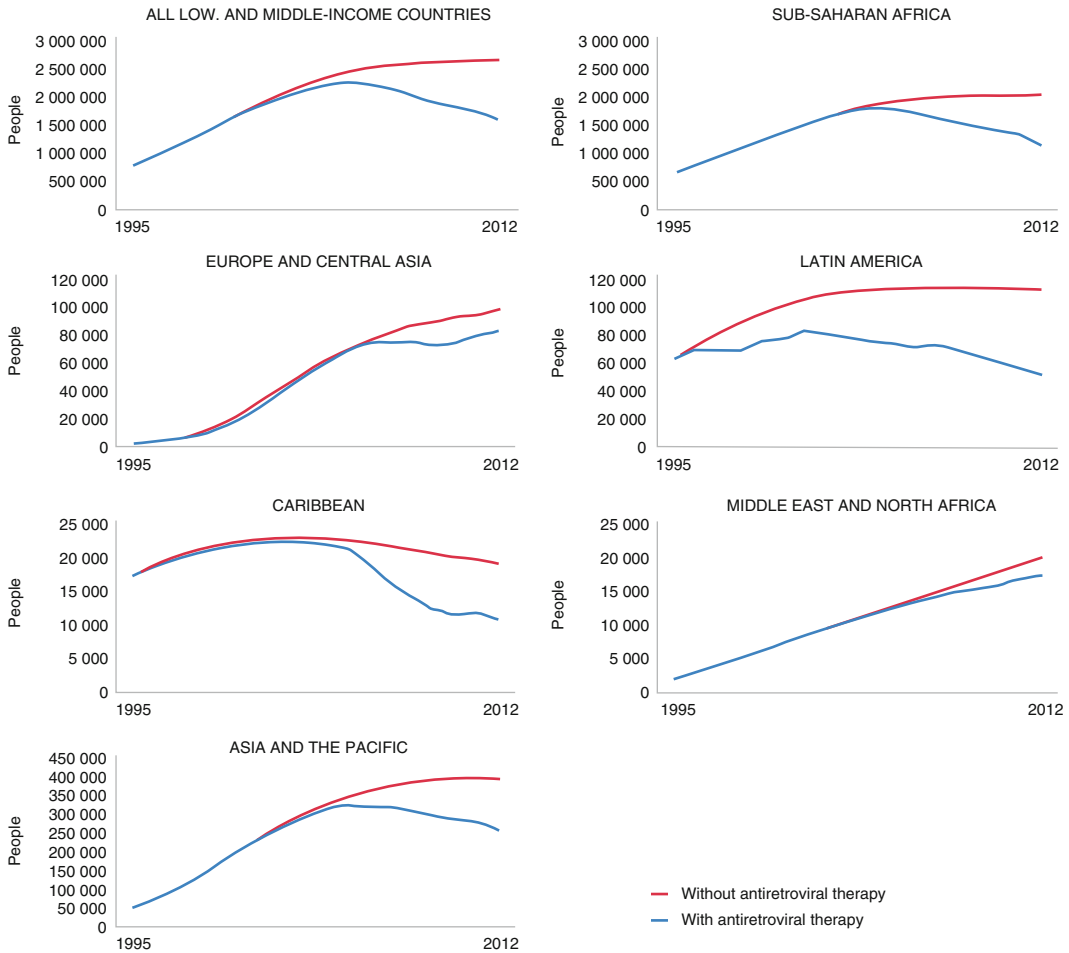 ALL LOW. AND MIDDLE-INCOME COUNTRIES
People
3 000 000
2 500 000
2 000 000
1 500 000
1 000 000
500 000
0
1995
2012
SUB-SAHARAN AFRICA
People
3 000 000
2 500 000
2 000 000
1 500 000
1 000 000
500 000
0
1995
2012
EUROPE AND CENTRAL ASIA
People
120 000
100 000
80 000
60 000
40 000
20 000
0
1995
2012
LATIN AMERICA
People
120 000
100 000
80 000
60 000
40 000
20 000
0
1995
2012
CARIBBEAN
People
25 000
20 000
15 000
10 000
5 000
0
1995
2012
MIDDLE EAST AND NORTH AFRICA
People
25 000
20 000
15 000
10 000
5 000
0
1995
2012
ASIA AND THE PACIFIC
People
450 000
400 000
350 000
300 000
250 000
200 000
150 000
100 000
50 000
0
1995
2012
Without antiretroviral therapy
With antiretroviral therapy